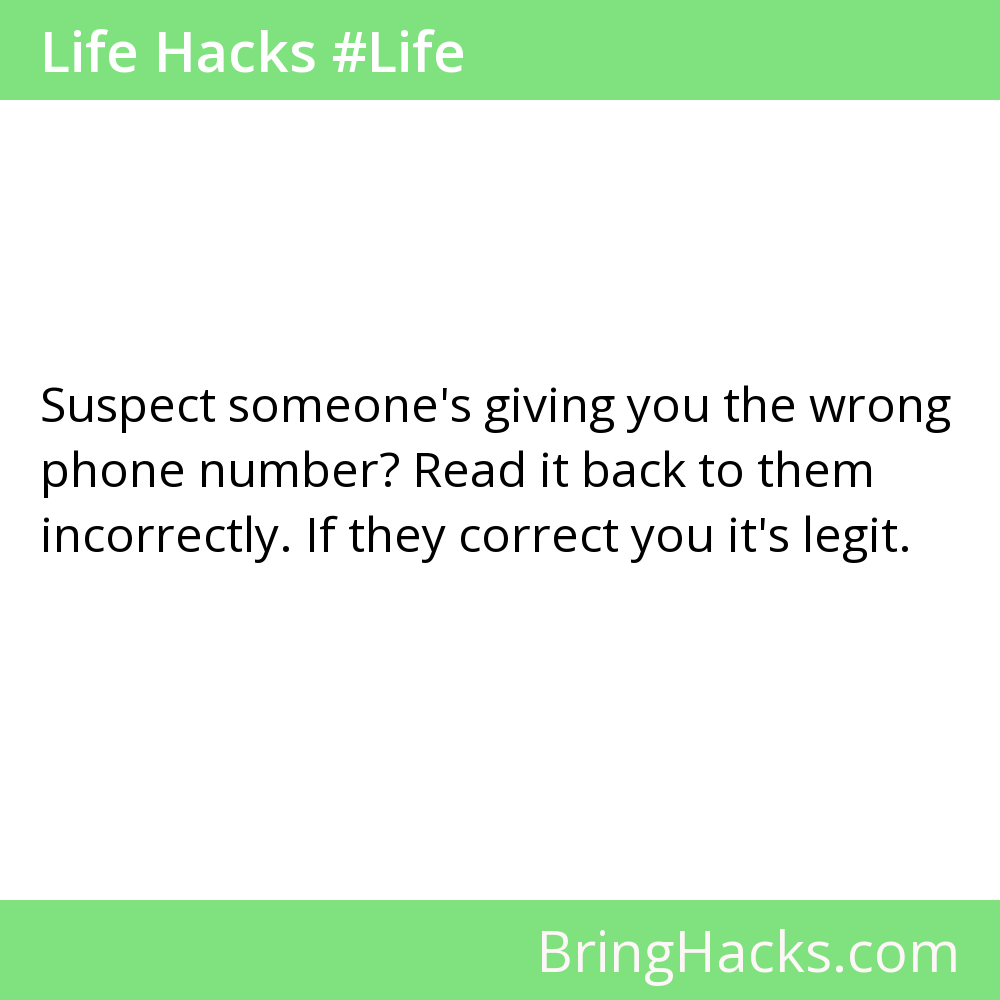 Life Hacks #Life
Suspect someone's giving you the wrong
phone number? Read it back to them
incorrectly. If they correct you it's legit.
BringHacks.com